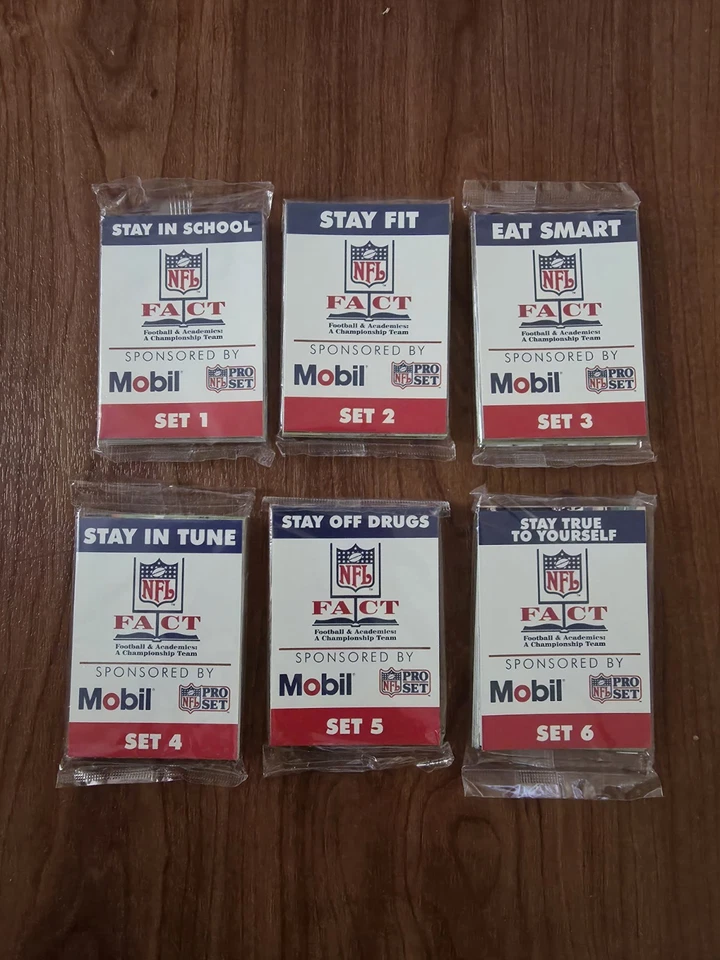 STAY IN SCHOOL
NFL
FACT
Football & Academics:
A Championship Team
SPONSORED BY
Mobil
NFL PRO SET
SET 1
STAY FIT
NFL
FACT
Football & Academics:
A Championship Team
SPONSORED BY
Mobil
NFL PRO SET
SET 2
EAT SMART
NFL
FACT
Football & Academics:
A Championship Team
SPONSORED BY
Mobil
NFL PRO SET
SET 3
STAY IN TUNE
NFL
FACT
Football & Academics:
A Championship Team
SPONSORED BY
Mobil
NFL PRO SET
SET 4
STAY OFF DRUGS
NFL
FACT
Football & Academics:
A Championship Team
SPONSORED BY
Mobil
NFL PRO SET
SET 5
STAY TRUE
TO YOURSELF
NFL
FACT
Football & Academics:
A Championship Team
SPONSORED BY
Mobil
NFL PRO SET
SET 6